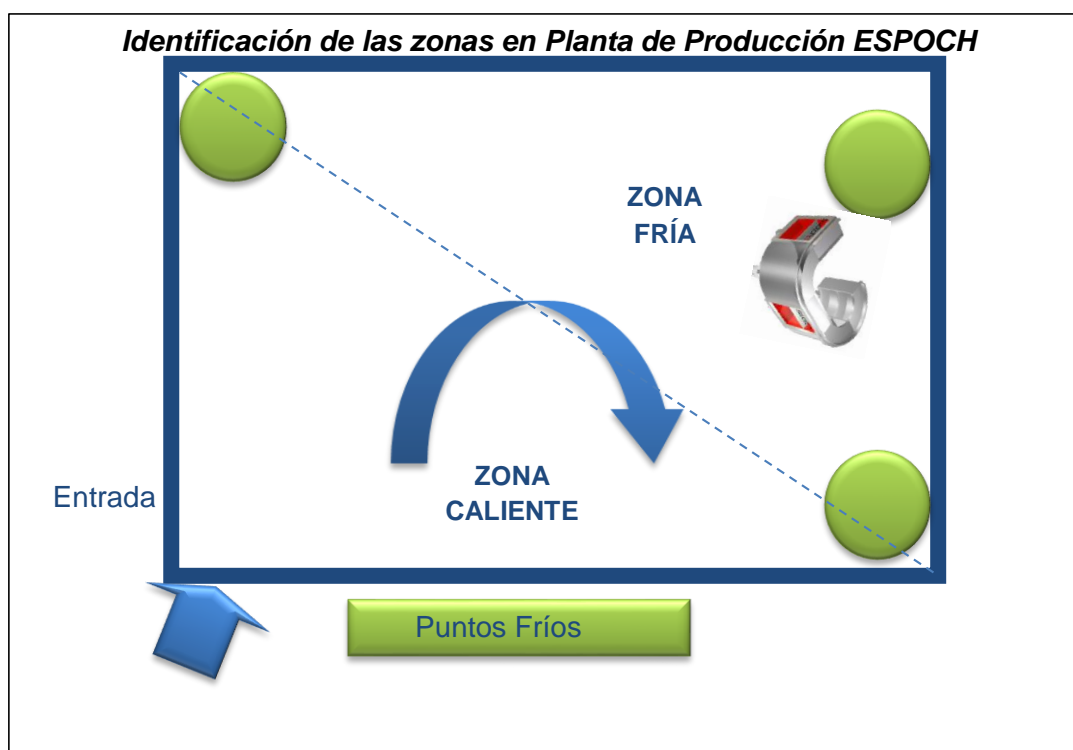 Identificación de las zonas en Planta de Producción ESPOCH
ZONA
FRÍA
ZONA
CALIENTE
Entrada
Puntos Fríos